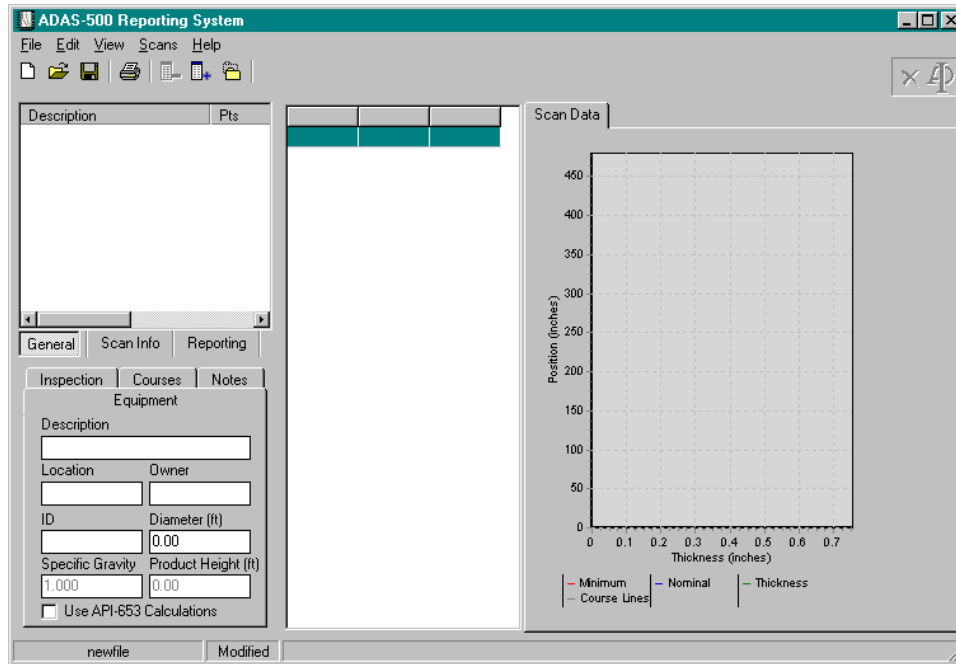 ADAS-500 Reporting System
File Edit View Scans Help
Description Pts
Scan Data
General Scan Info Reporting
Inspection Courses Notes
Equipment
Description
Location Owner
ID Diameter (ft)
0.00
Specific Gravity Product Height (ft)
1.000 0.00
Use API-653 Calculations
450
400
350
300
250
200
150
100
50
0
Position (inches)
0 0.1 0.2 0.3 0.4 0.5 0.6 0.7
Thickness (inches)
Minimum Nominal Thickness
Course Lines
newfile Modified